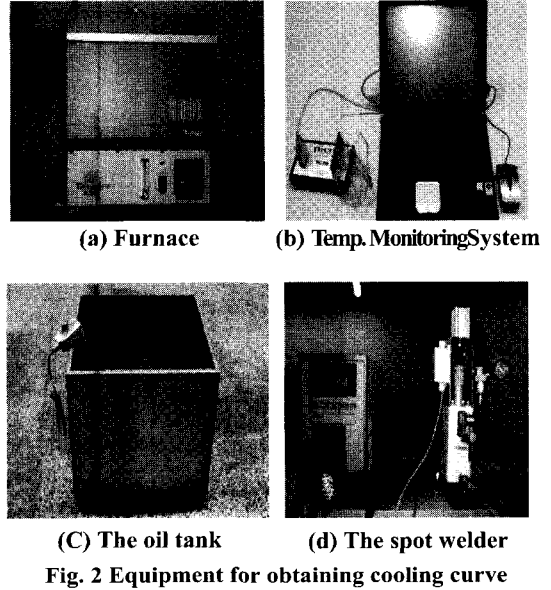 (a) Furnace
(b) Temp. MonitoringSystem
(C) The oil tank
(d) The spot welder
Fig. 2 Equipment for obtaining cooling curve